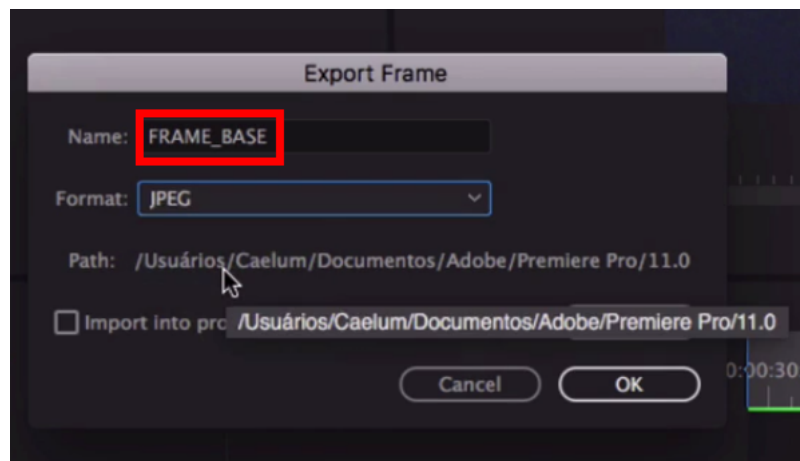 Export Frame
Name: FRAME_BASE
Format: JPEG
Path: /Usuários/Caelum/Documentos/Adobe/Premiere Pro/11.0
Import into pro
/Usuários/Caelum/Documentos/Adobe/Premiere Pro/11.0
0:00:30
Cancel OK